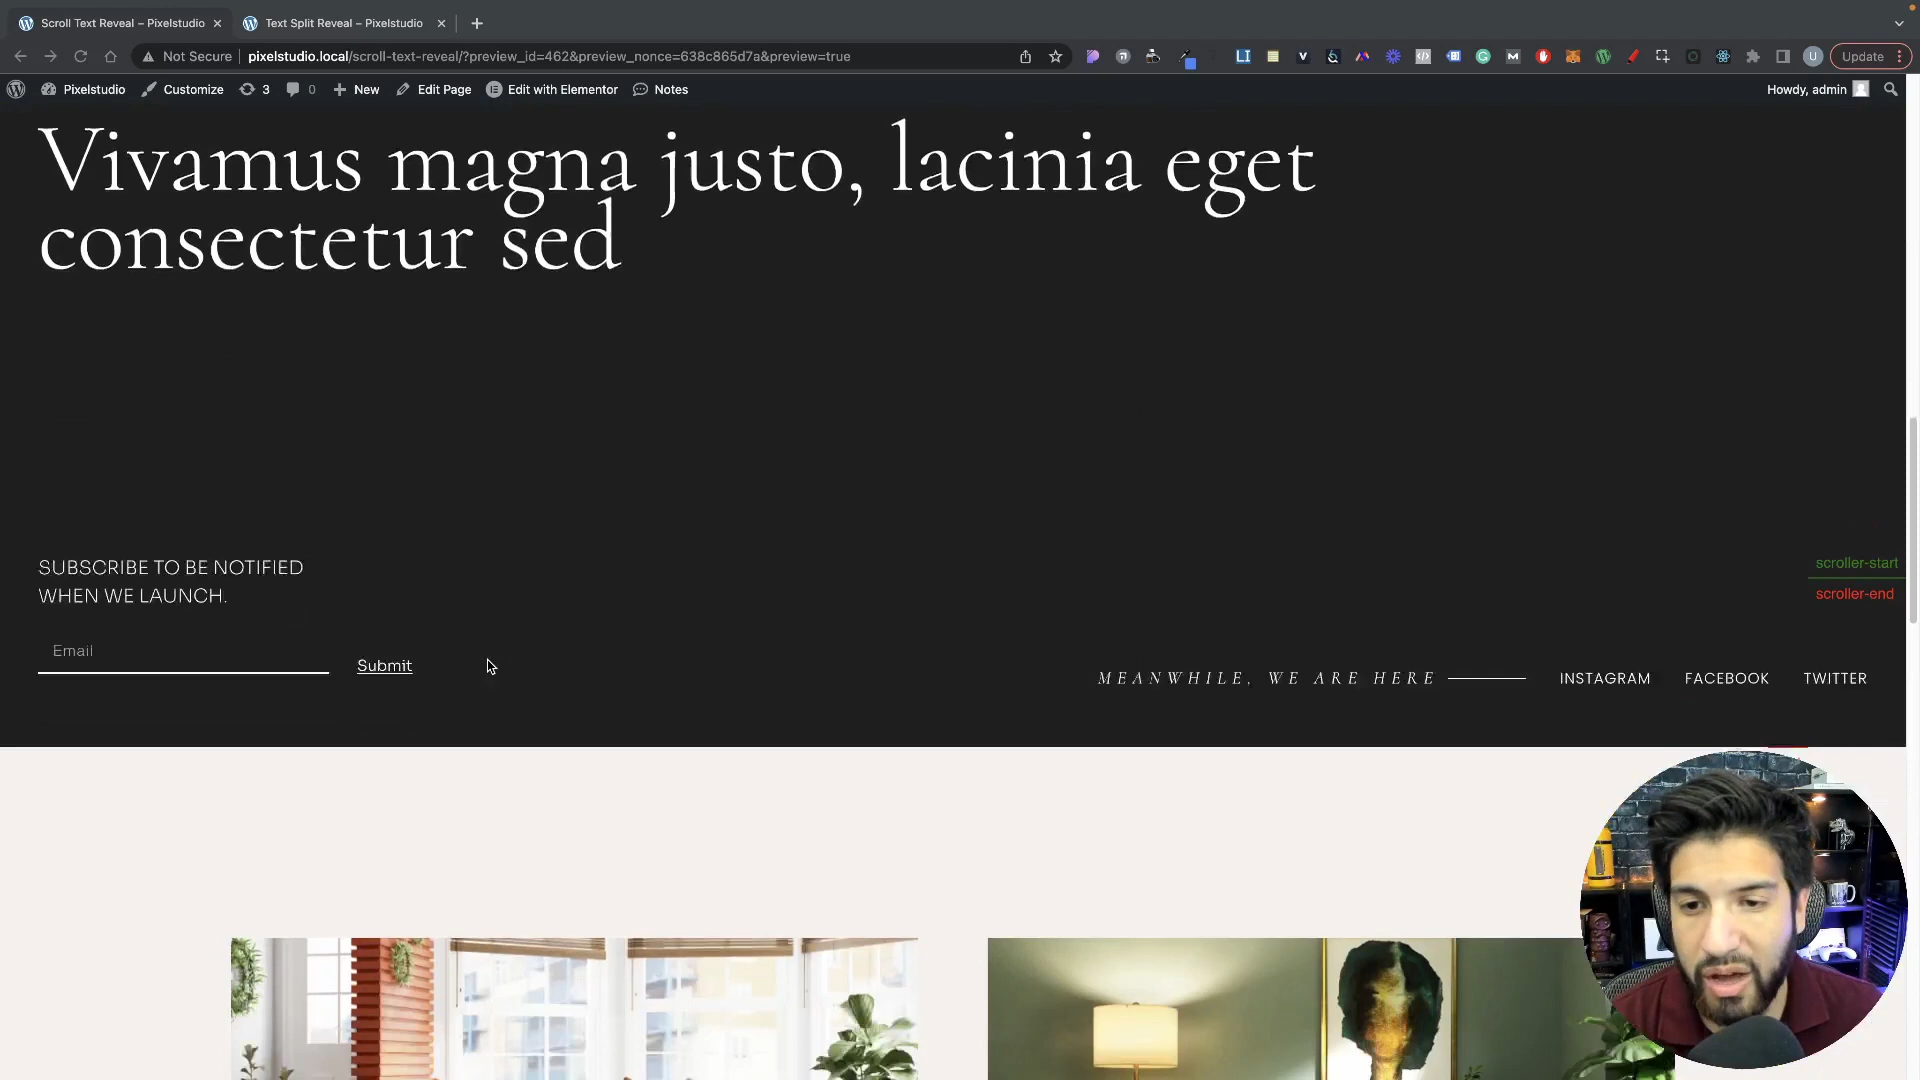 Scroll Text Reveal – Pixelstudio
Text Split Reveal – Pixelstudio
Not Secure
pixelstudio.local/scroll-text-reveal/?preview_id=462&preview_nonce=638c865d7a&preview=true
Update
Pixelstudio
Customize
3
0
New
Edit Page
Edit with Elementor
Notes
Howdy, admin
Vivamus magna justo, lacinia eget
consectetur sed
SUBSCRIBE TO BE NOTIFIED
WHEN WE LAUNCH.
scroller-start
scroller-end
Email
Submit
MEANWHILE, WE ARE HERE
INSTAGRAM
FACEBOOK
TWITTER